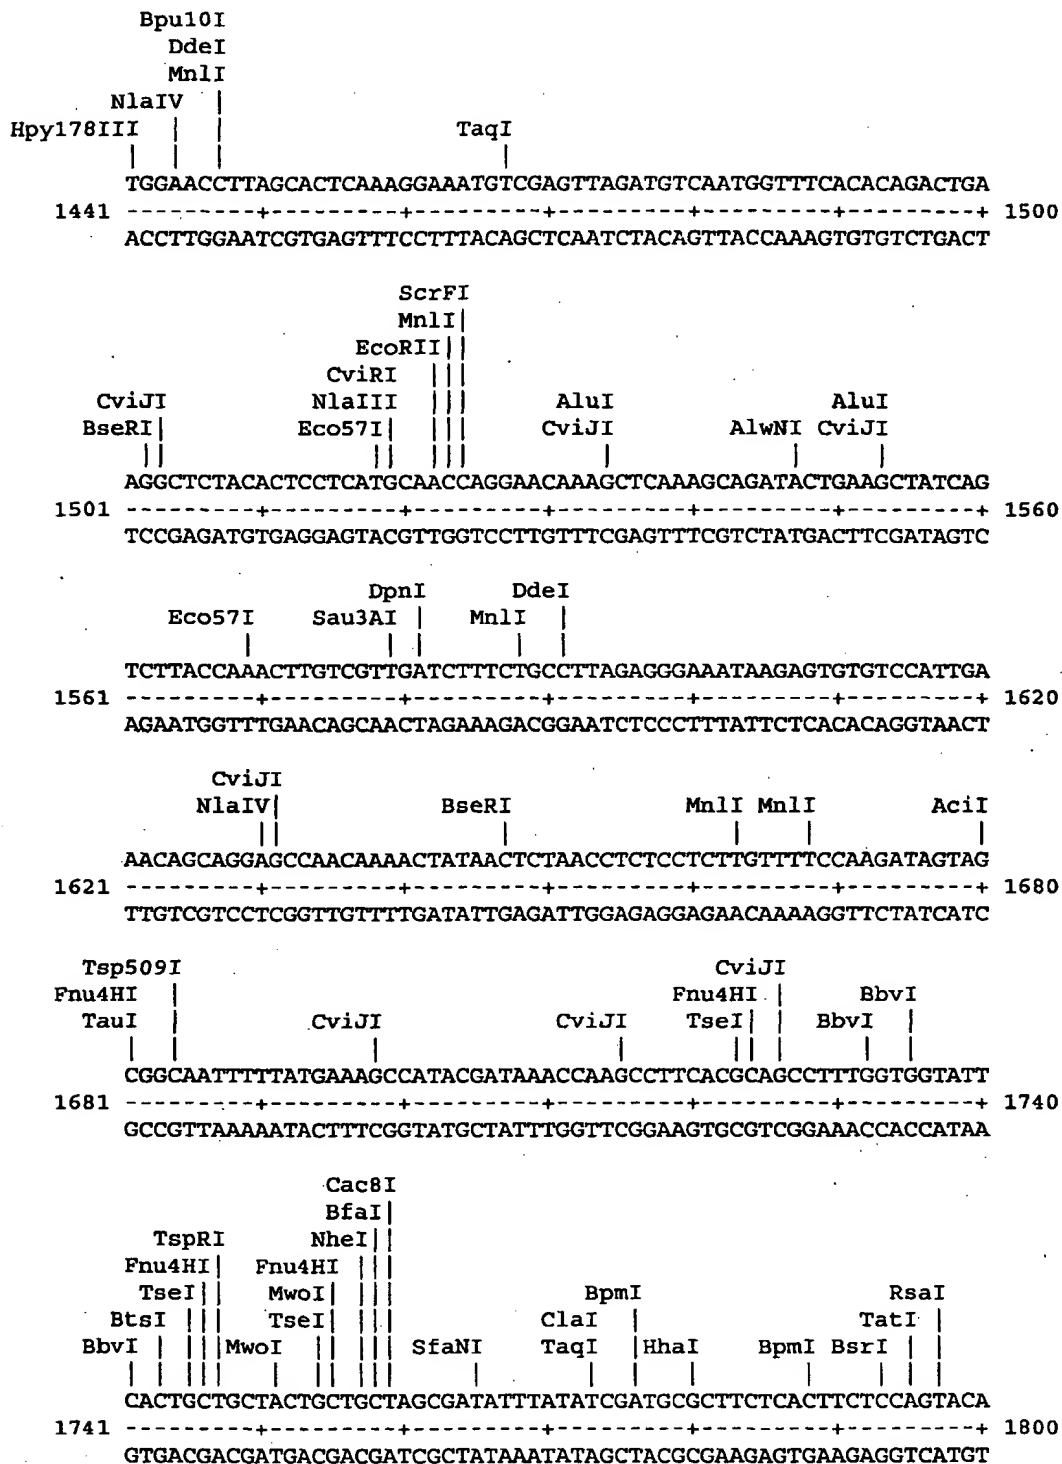 Bpu10I
DdeI
MnlI
NlaIV |
Hpy178III | | TaqI
| | | |
TGGAACCTTAGCACTCAAAGGAAATGTCGAGTTAGATGTCAATGGTTTCACACAGACTGA
1441 ---------+---------+---------+---------+---------+---------+ 1500
ACCTTGGAATCGTGAGTTTCCTTTACAGCTCAATCTACAGTTACCAAAGTGTGTCTGACT
ScrFI
MnlI|
EcoRII||
CviRI |||
CviJI NlaIII ||| AluI AluI
BseRI| Eco57I| ||| CviJI AlwNI CviJI
|| || ||| | | |
AGGCTCTACACTCCTCATGCAACCAGGAACAAAGCTCAAAGCAGATACTGAAGCTATCAG
1501 ---------+---------+---------+---------+---------+---------+ 1560
TCCGAGATGTGAGGAGTACGTTGGTCCTTGTTTCGAGTTTCGTCTATGACTTCGATAGTC
DpnI DdeI
Eco57I Sau3AI | MnlI |
| | | | |
TCTTACCAAACTTGTCGTTGATCTTTCTGCCTTAGAGGGAAATAAGAGTGTGTCCATTGA
1561 ---------+---------+---------+---------+---------+---------+ 1620
AGAATGGTTTGAACAGCAACTAGAAAGACGGAATCTCCCTTTATTCTCACACAGGTAACT
CviJI
NlaIV| BseRI MnlI MnlI AciI
|| | | | |
AACAGCAGGAGCCAACAAAACTATAACTCTAACCTCTCCTCTTGTTTTCCAAGATAGTAG
1621 ---------+---------+---------+---------+---------+---------+ 1680
TTGTCGTCCTCGGTTGTTTTGATATTGAGATTGGAGAGGAGAACAAAAGGTTCTATCATC
Tsp509I CviJI
Fnu4HI | Fnu4HI | BbvI
TauI | CviJI CviJI TseI| | BbvI |
| | | | || | | |
CGGCAATTTTTATGAAAGCCATACGATAAACCAAGCCTTCACGCAGCCTTTGGTGGTATT
1681 ---------+---------+---------+---------+---------+---------+ 1740
GCCGTTAAAAATACTTTCGGTATGCTATTTGGTTCGGAAGTGCGTCGGAAACCACCATAA
Cac8I
BfaI|
TspRI NheI||
Fnu4HI| Fnu4HI |||
TseI|| MwoI| ||| BpmI RsaI
BtsI ||| TseI|| ||| ClaI | TatI |
BbvI | ||| MwoI || ||| SfaNI TaqI |HhaI BpmI BsrI | |
| | ||| | || ||| | | | | | | | |
CACTGCTGCTACTGCTGCTAGCGATATTTATATCGATGCGCTTCTCACTTCTCCAGTACA
1741 ---------+---------+---------+---------+---------+---------+ 1800
GTGACGACGATGACGACGATCGCTATAAATATAGCTACGCGAAGAGTGAAGAGGTCATGT